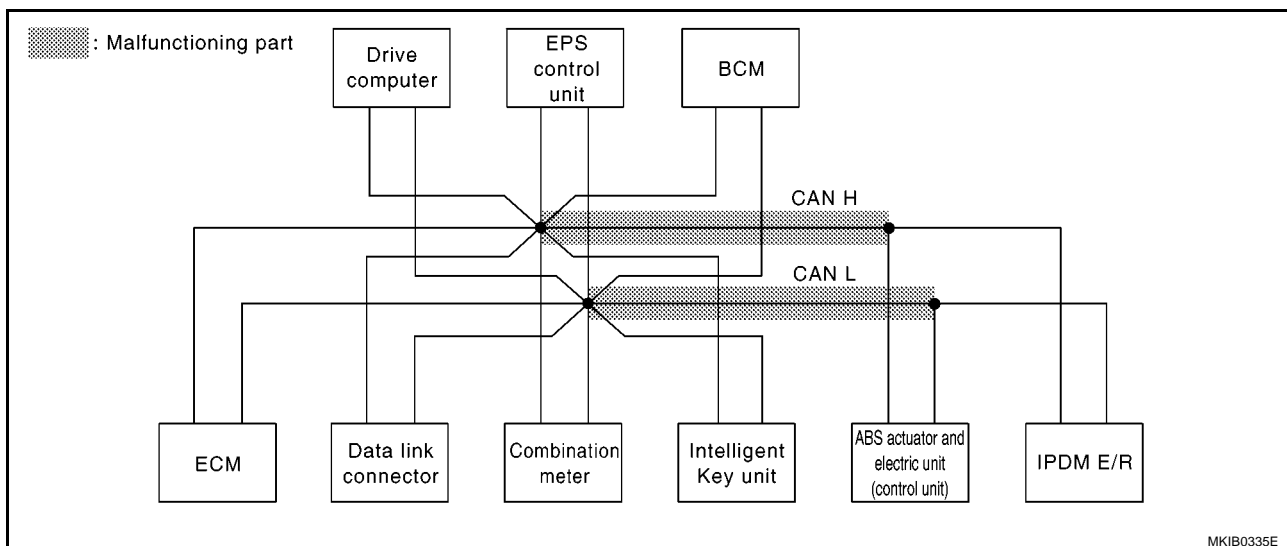 : Malfunctioning part
Drive
computer
EPS
control
unit
BCM
CAN H
CAN L
ECM
Data link
connector
Combination
meter
Intelligent
Key unit
ABS actuator and
electric unit
(control unit)
IPDM E/R
MKIB0335E